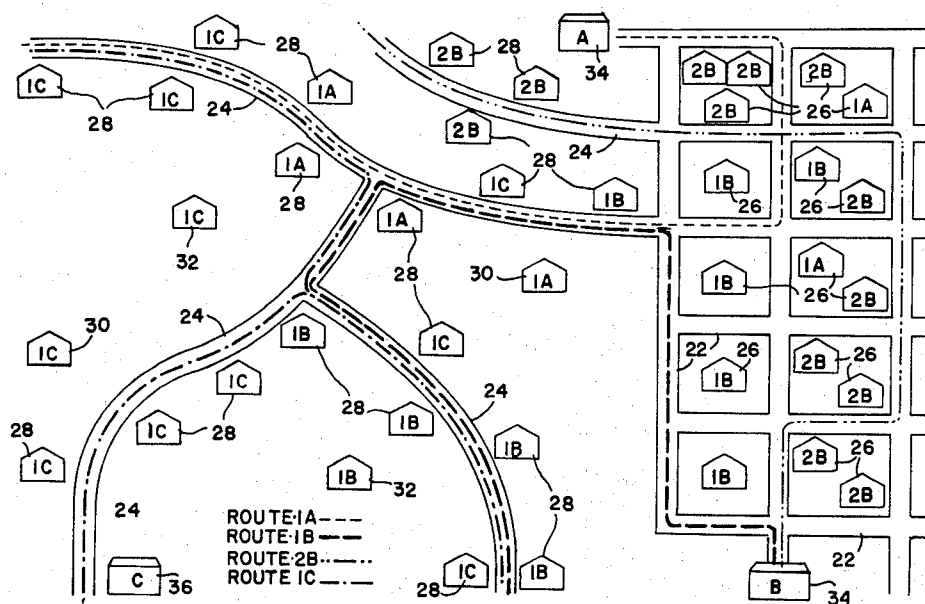 1C 28 A 34
2B 28 2B
2B 2B 2B
1C 1C 28 24 1A 2B 26 1A
28 2B 28 24
1A 28 1C 1B 1B 26 1B 26 2B
1C 32 1A
28 30 1A 1B 1A 26 2B
24
30 1C 1B 1C 22 26 2B 26
1C 28 28 24 1B 2B
28 1C 1C 28 1B 1B 2B 26
1C 1B 32 28 1B 2B
24
ROUTE·1A
ROUTE·1B
ROUTE·2B
ROUTE 1C
22
C 36 28 1C 1B B 34